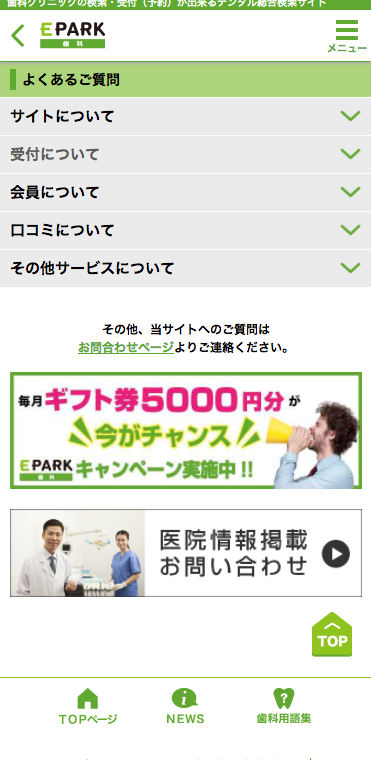 歯科クリニックの検索・受付（予約）が出来るデンタル総合検索サイト
EPARK
歯科
メニュー
よくあるご質問
サイトについて
受付について
会員について
口コミについて
その他サービスについて
その他、当サイトへのご質問は
お問合わせページよりご連絡ください。
毎月ギフト券5000円分が
今がチャンス
EPARK
歯科
キャンペーン実施中!!
医院情報掲載
お問い合わせ
TOP
TOPページ
NEWS
歯科用語集